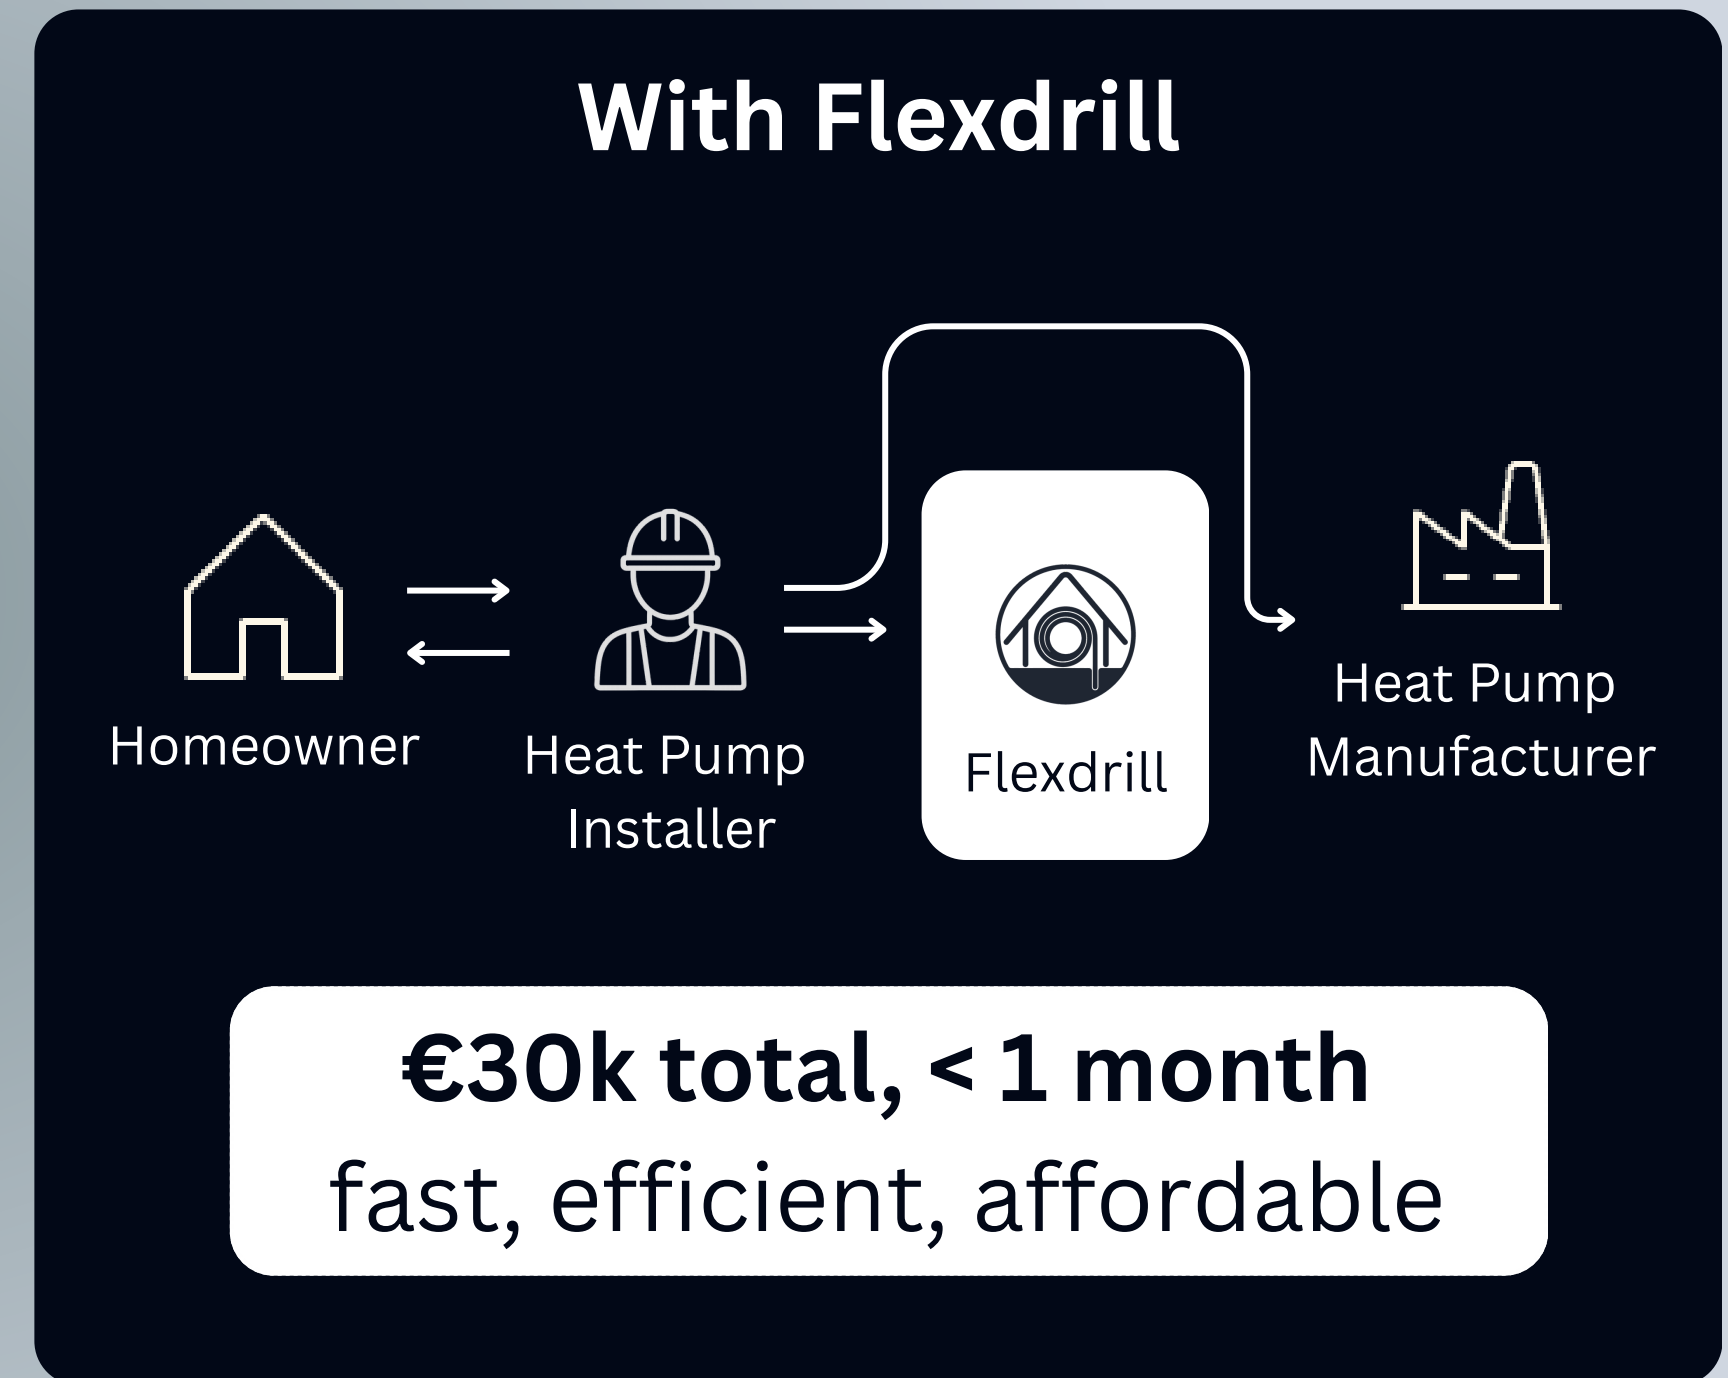 With Flexdrill
Homeowner
Heat Pump
Installer
Flexdrill
Heat Pump
Manufacturer
€30k total, < 1 month
fast, efficient, affordable